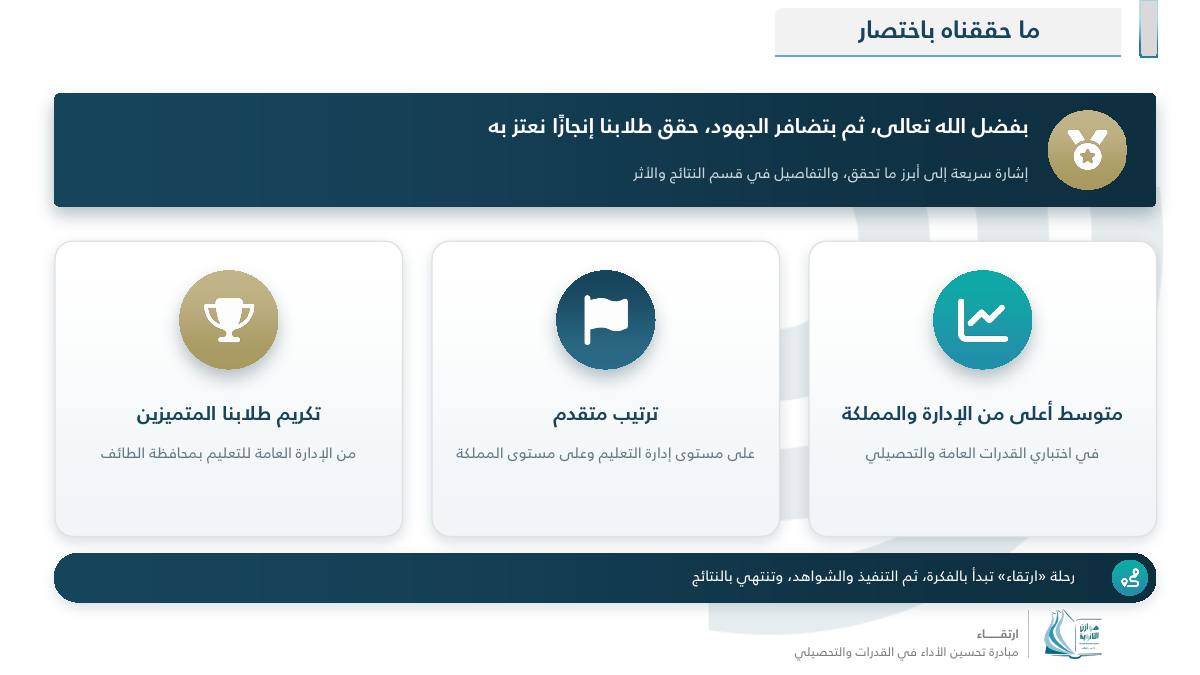 ما حققناه باختصار
بفضل الله تعالى، ثم بتضافر الجهود، حقق طلابنا إنجازًا نعتز به
إشارة سريعة إلى أبرز ما تحقق، والتفاصيل في قسم النتائج والأثر
متوسط أعلى من الإدارة والمملكة
في اختباري القدرات العامة والتحصيلي
ترتيب متقدم
على مستوى إدارة التعليم وعلى مستوى المملكة
تكريم طلابنا المتميزين
من الإدارة العامة للتعليم بمحافظة الطائف
رحلة «ارتقاء» تبدأ بالفكرة، ثم التنفيذ والشواهد، وتنتهي بالنتائج
هوازن
الثانوية
ارتقـــاء
مبادرة تحسين الأداء في القدرات والتحصيلي